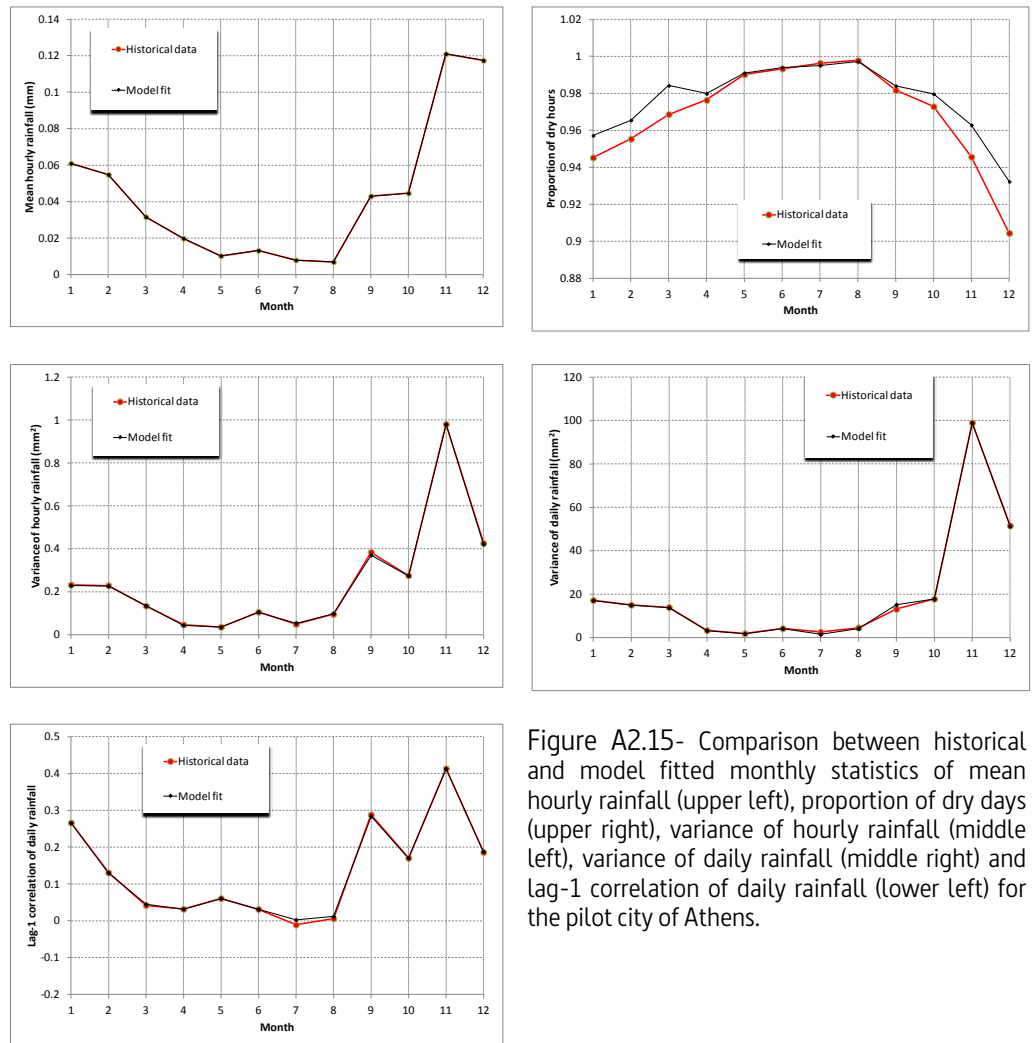 0.14
0.12
0.1
0.08
0.06
0.04
0.02
0
Mean hourly rainfall (mm)
Historical data
Model fit
1 2 3 4 5 6 7 8 9 10 11 12
Month
1.02
1
0.98
0.96
0.94
0.92
0.9
0.88
Proportion of dry hours
Historical data
Model fit
1 2 3 4 5 6 7 8 9 10 11 12
Month
1.2
1
0.8
0.6
0.4
0.2
0
Variance of hourly rainfall (mm²)
Historical data
Model fit
1 2 3 4 5 6 7 8 9 10 11 12
Month
120
100
80
60
40
20
0
Variance of daily rainfall (mm²)
Historical data
Model fit
1 2 3 4 5 6 7 8 9 10 11 12
Month
0.5
0.4
0.3
0.2
0.1
0
-0.1
-0.2
Lag-1 correlation of daily rainfall
Historical data
Model fit
1 2 3 4 5 6 7 8 9 10 11 12
Month
Figure A2.15- Comparison between historical
and model fitted monthly statistics of mean
hourly rainfall (upper left), proportion of dry days
(upper right), variance of hourly rainfall (middle
left), variance of daily rainfall (middle right) and
lag-1 correlation of daily rainfall (lower left) for
the pilot city of Athens.